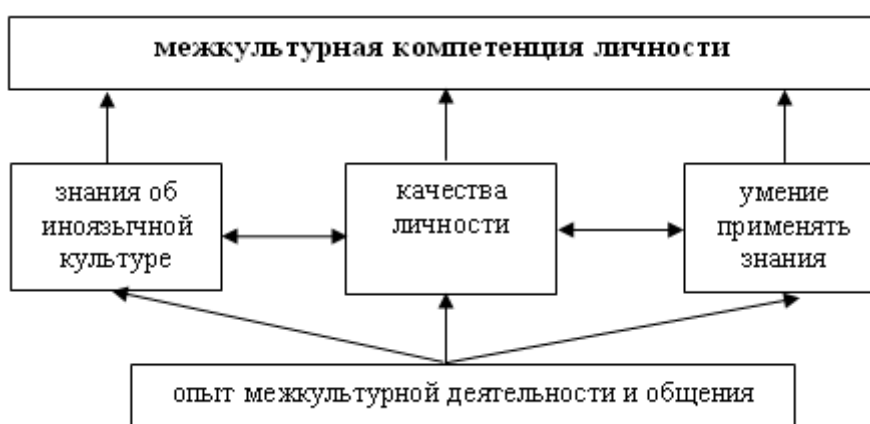 межкультурная компетенция личности
знания об
иноязычной
культуре
качества
личности
умение
применять
знания
опыт межкультурной деятельности и общения